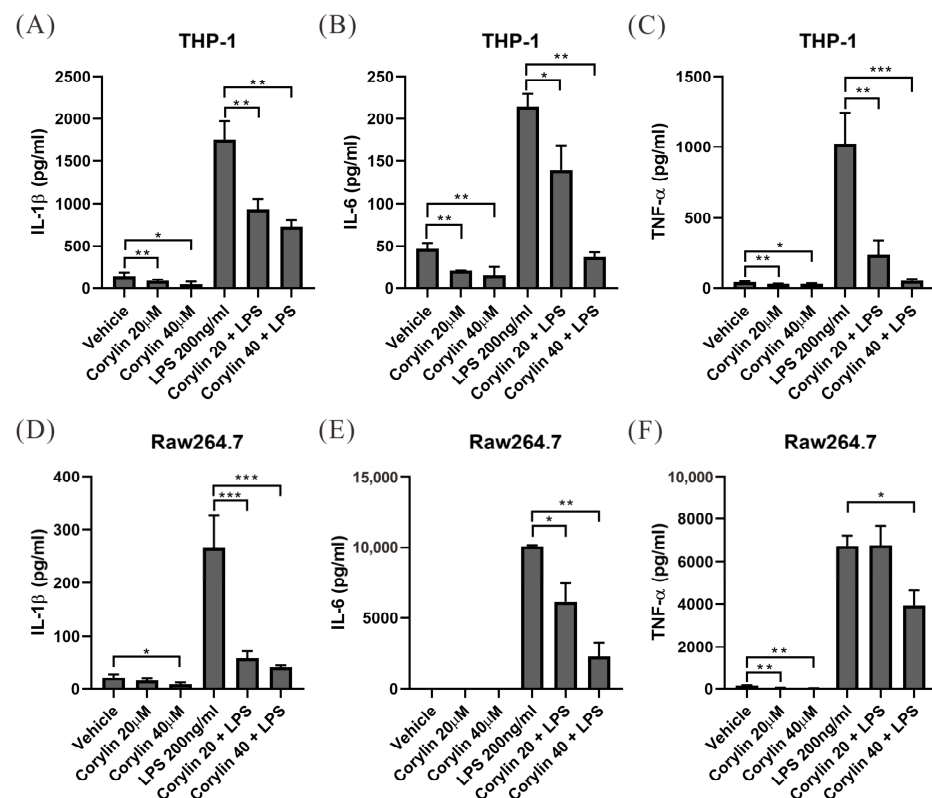 (A)
THP-1
IL-1β (pg/ml)
2500
2000
1500
1000
500
0
**
*
**
**
Vehicle
Corylin 20μM
Corylin 40μM
LPS 200ng/ml
Corylin 20 + LPS
Corylin 40 + LPS
(B)
THP-1
IL-6 (pg/ml)
250
200
150
100
50
0
**
**
**
*
Vehicle
Corylin 20μM
Corylin 40μM
LPS 200ng/ml
Corylin 20 + LPS
Corylin 40 + LPS
(C)
THP-1
TNF-α (pg/ml)
1500
1000
500
0
**
*
***
**
Vehicle
Corylin 20μM
Corylin 40μM
LPS 200ng/ml
Corylin 20 + LPS
Corylin 40 + LPS
(D)
Raw264.7
IL-1β (pg/ml)
400
300
200
100
0
*
***
***
Vehicle
Corylin 20μM
Corylin 40μM
LPS 200ng/ml
Corylin 20 + LPS
Corylin 40 + LPS
(E)
Raw264.7
IL-6 (pg/ml)
15,000
10,000
5000
0
**
*
Vehicle
Corylin 20μM
Corylin 40μM
LPS 200ng/ml
Corylin 20 + LPS
Corylin 40 + LPS
(F)
Raw264.7
TNF-α (pg/ml)
10,000
8000
6000
4000
2000
0
**
**
*
Vehicle
Corylin 20μM
Corylin 40μM
LPS 200ng/ml
Corylin 20 + LPS
Corylin 40 + LPS